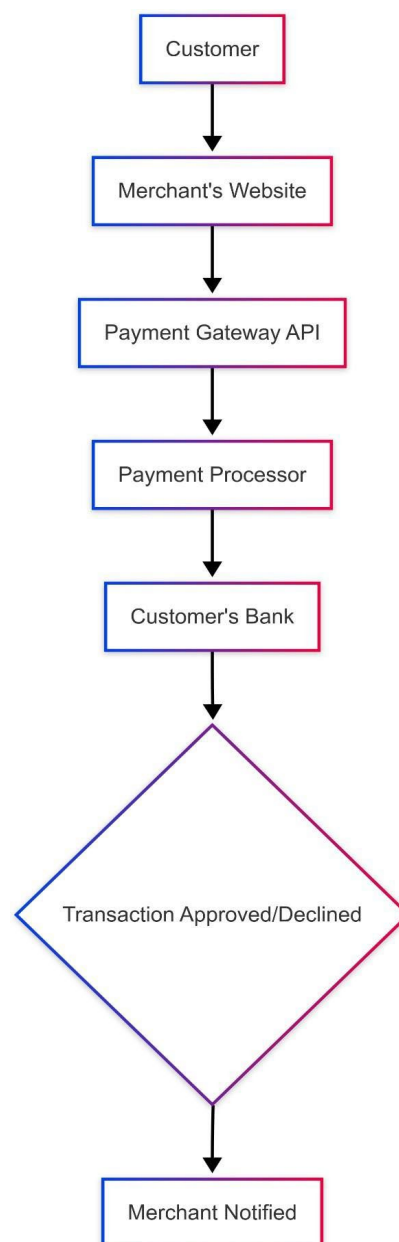 Customer
Merchant's Website
Payment Gateway API
Payment Processor
Customer's Bank
Transaction Approved/Declined
Merchant Notified